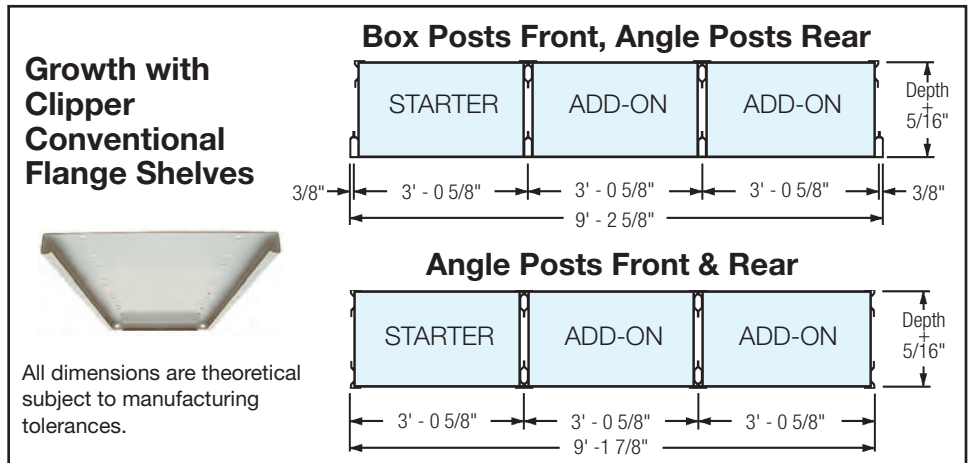 Growth with
Clipper
Conventional
Flange Shelves
All dimensions are theoretical
subject to manufacturing
tolerances.
Box Posts Front, Angle Posts Rear
STARTER ADD-ON ADD-ON
Depth
+
5/16"
3/8" 3' - 0 5/8" 3' - 0 5/8" 3' - 0 5/8" 3/8"
9' - 2 5/8"
Angle Posts Front & Rear
STARTER ADD-ON ADD-ON
Depth
+
5/16"
3' - 0 5/8" 3' - 0 5/8" 3' - 0 5/8"
9' -1 7/8"